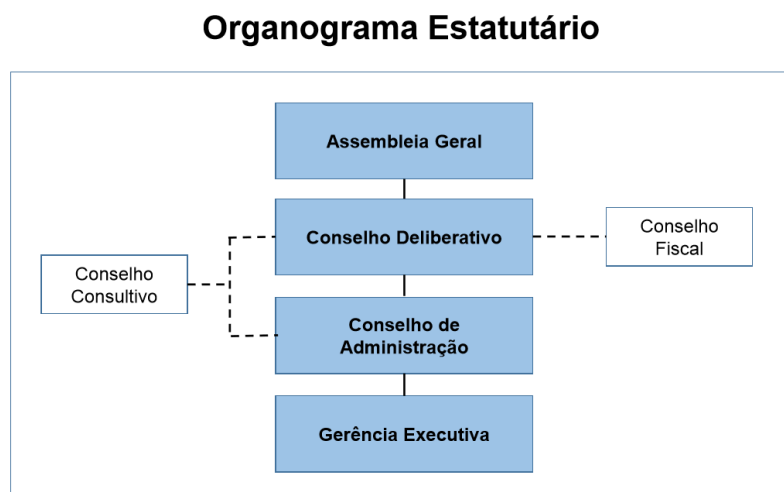 Organograma Estatutário
Assembleia Geral
Conselho Deliberativo
Conselho
Fiscal
Conselho
Consultivo
Conselho de
Administração
Gerência Executiva